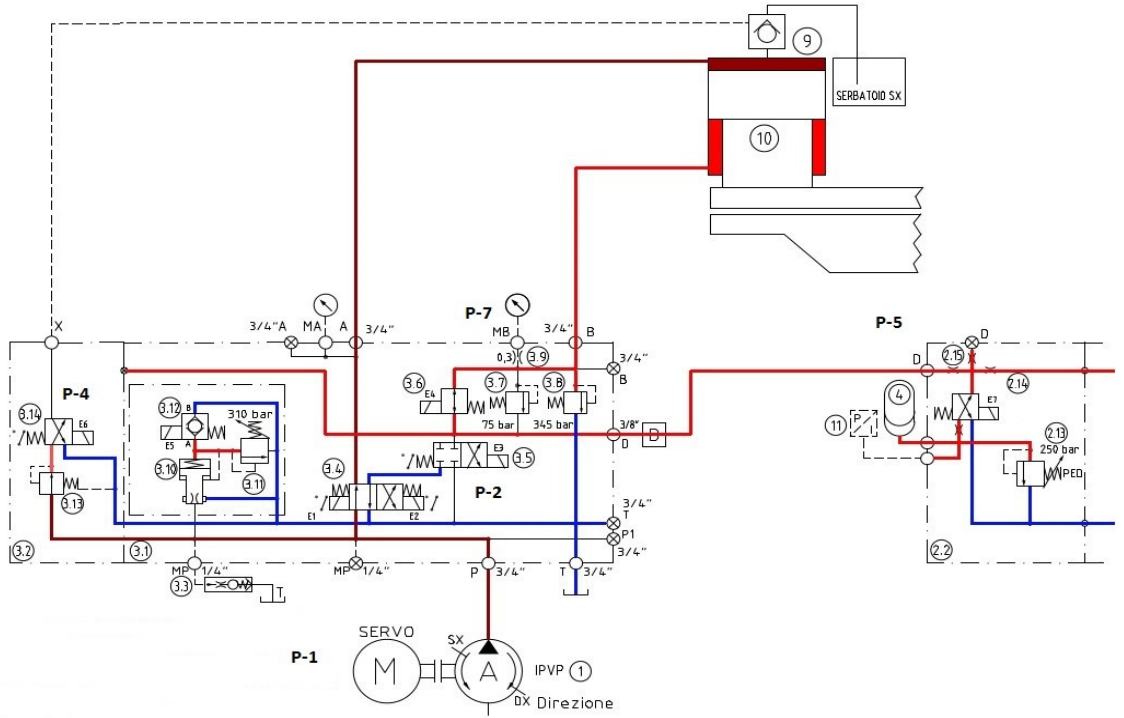 9
SERBATOIO SX
10
P-7
P-5
X
3/4"A
MA
A
3/4"
MB
3/4"
B
D
D
0,3
3.9
3/4"
B
2.15
2.14
P-4
3.14
E6
3.12
B
310 bar
E5
A
3.10
3.11
3.6
E4
3.7
3.8
75 bar
345 bar
3/8"
D
D
4
E7
11
P
2.13
250 bar
PED
3.5
E3
3.4
P-2
E1
E2
3.13
T
P1
3/4"
3.2
3.1
2.2
MP
1/4"
MP
1/4"
P
3/4"
T
3/4"
3.3
T
SERVO
SX
P-1
M
A
IPVP
1
DX
Direzione